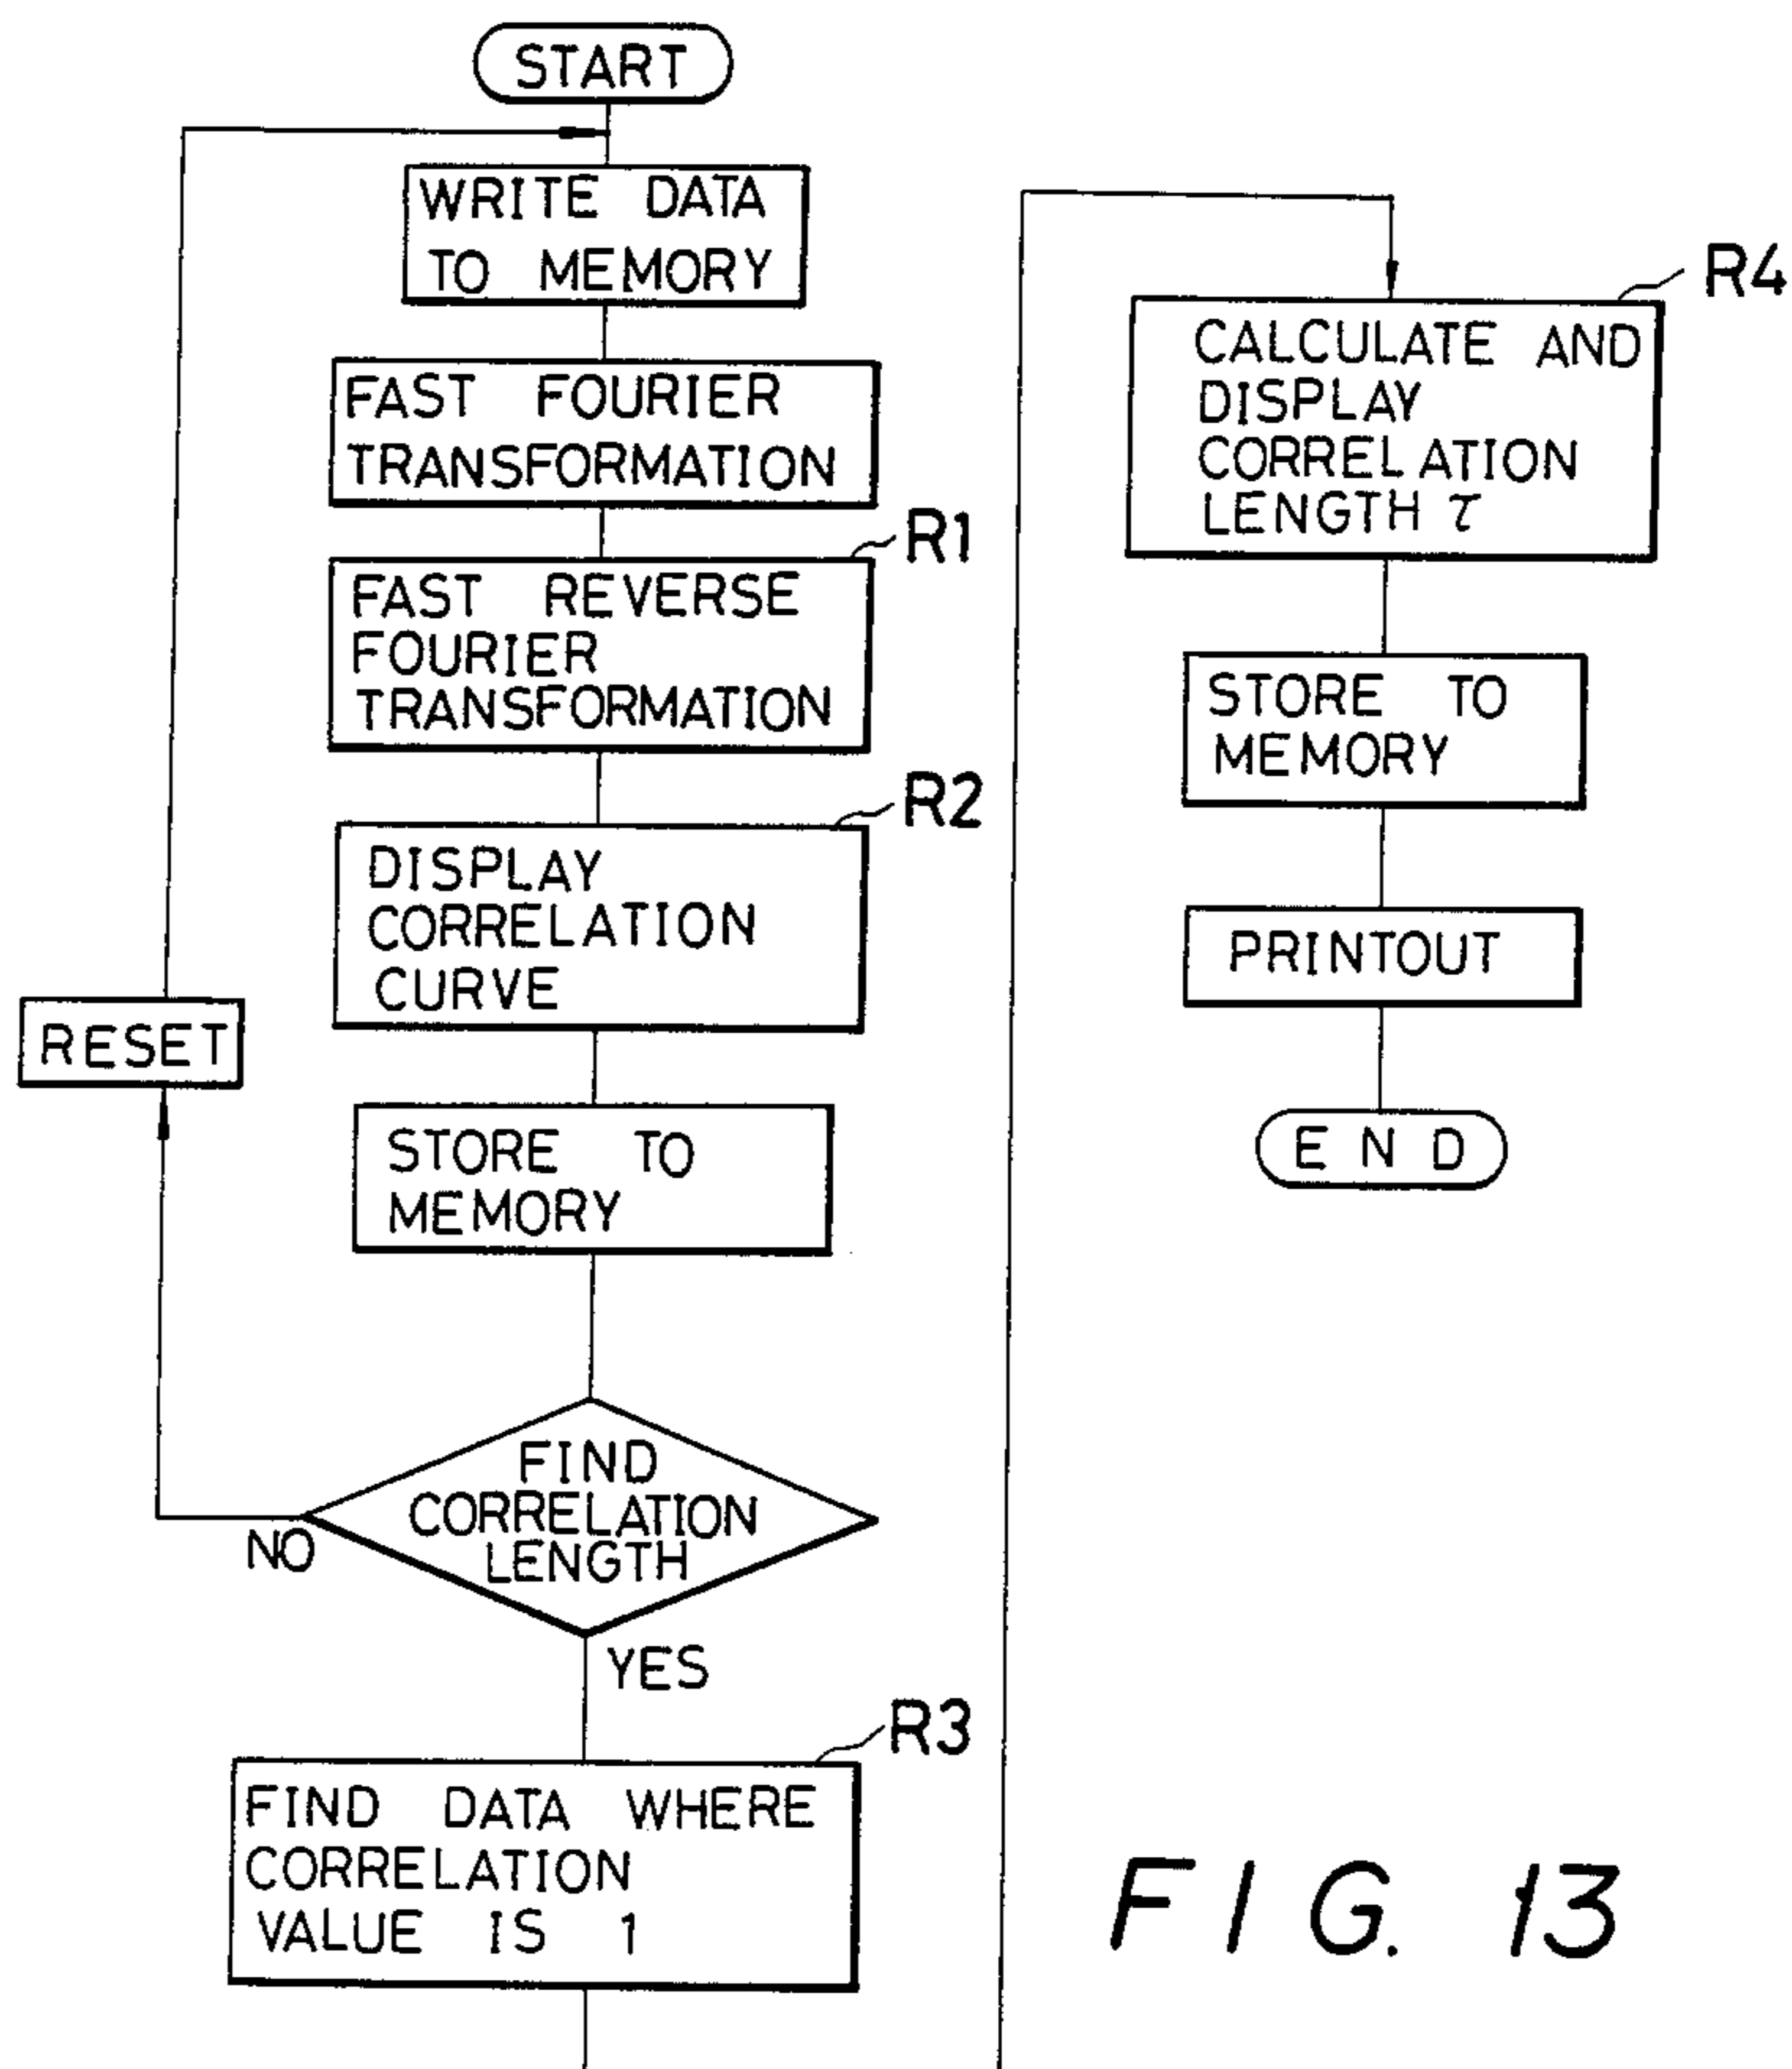 START
WRITE DATA
TO MEMORY
FAST FOURIER
TRANSFORMATION
R1
FAST REVERSE
FOURIER
TRANSFORMATION
R2
DISPLAY
CORRELATION
CURVE
RESET
STORE TO
MEMORY
FIND
CORRELATION
LENGTH
NO
YES
R3
FIND DATA WHERE
CORRELATION
VALUE IS 1
R4
CALCULATE AND
DISPLAY
CORRELATION
LENGTH τ
STORE TO
MEMORY
PRINTOUT
END
FIG. 13